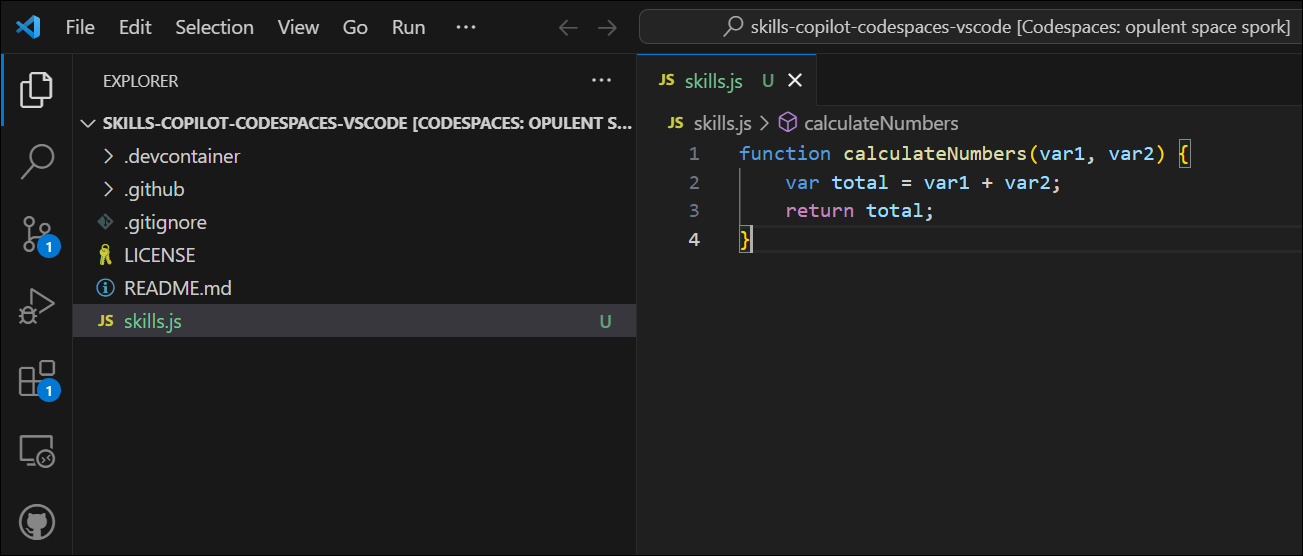 File Edit Selection View Go Run ···
skills-copilot-codespaces-vscode [Codespaces: opulent space spork]
EXPLORER ···
SKILLS-COPILOT-CODESPACES-VSCODE [CODESPACES: OPULENT S...
.devcontainer
.github
.gitignore
LICENSE
README.md
JS skills.js U
1
1
JS skills.js U
JS skills.js > calculateNumbers
1 function calculateNumbers(var1, var2) {
2 var total = var1 + var2;
3 return total;
4 }